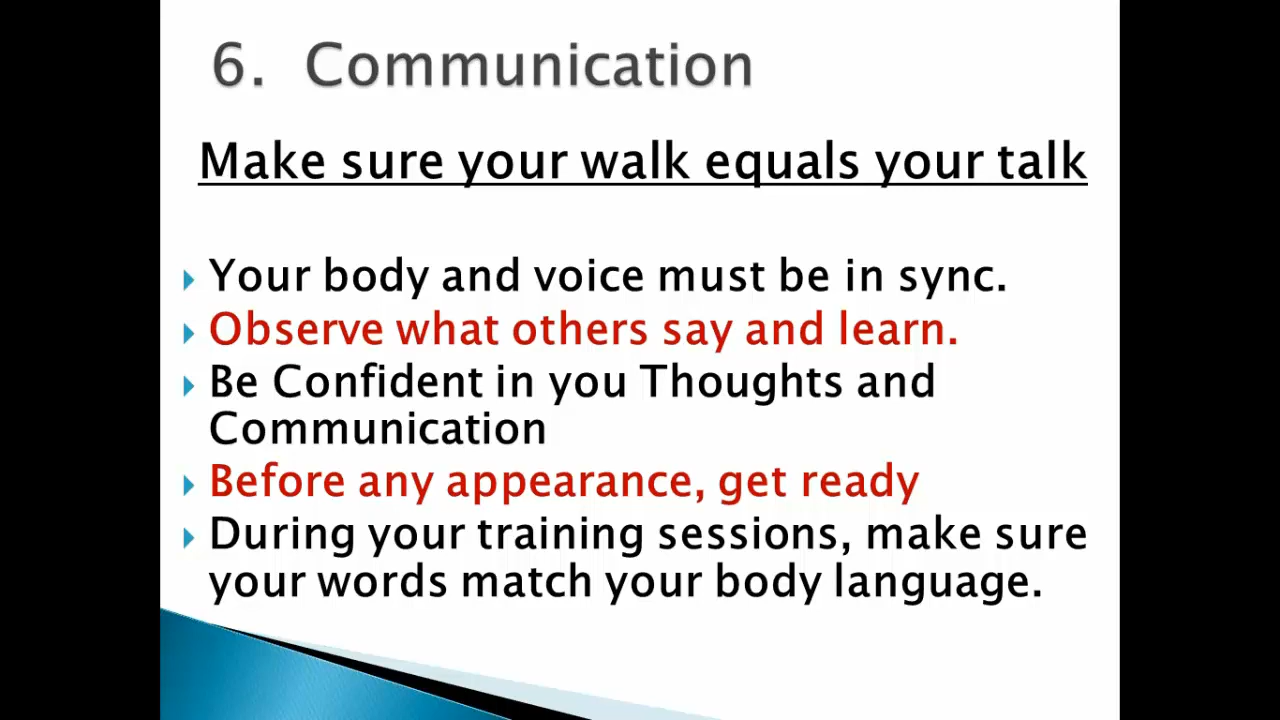 6. Communication
Make sure your walk equals your talk
Your body and voice must be in sync.
Observe what others say and learn.
Be Confident in you Thoughts and
Communication
Before any appearance, get ready
During your training sessions, make sure
your words match your body language.